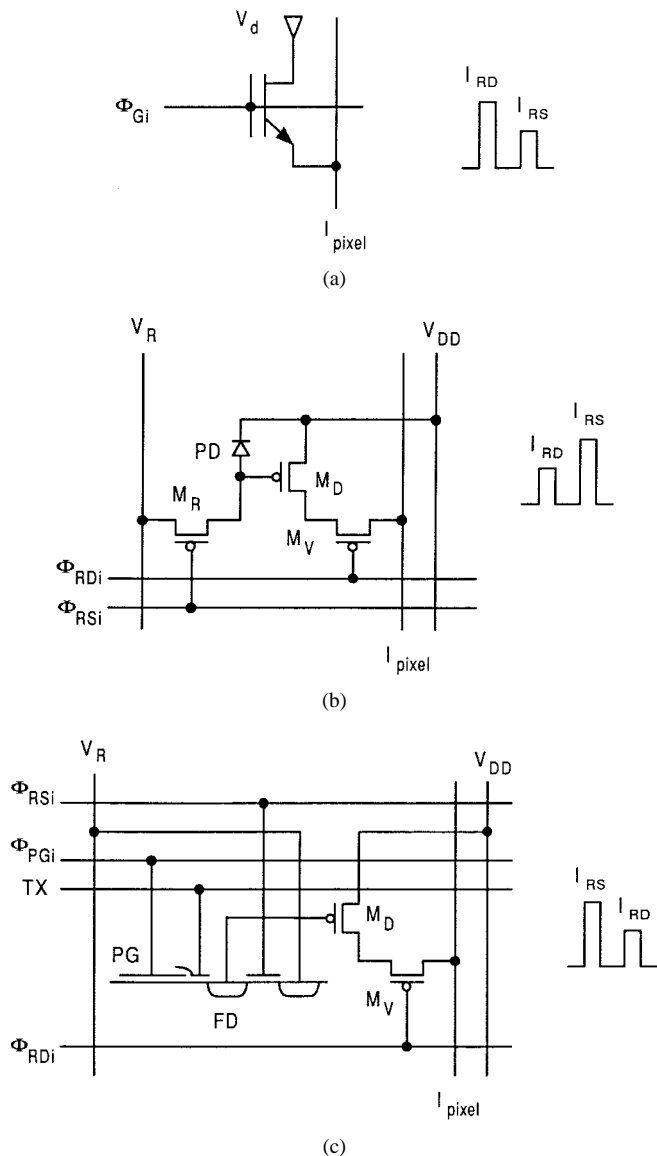 V_d
Φ_Gi
I_RD
I_RS
I_pixel
(a)
V_R
V_DD
PD
M_D
M_R
M_V
Φ_RDi
Φ_RSi
I_pixel
I_RD
I_RS
(b)
V_R
V_DD
Φ_RSi
Φ_PGi
TX
PG
FD
M_D
M_V
Φ_RDi
I_pixel
I_RS
I_RD
(c)